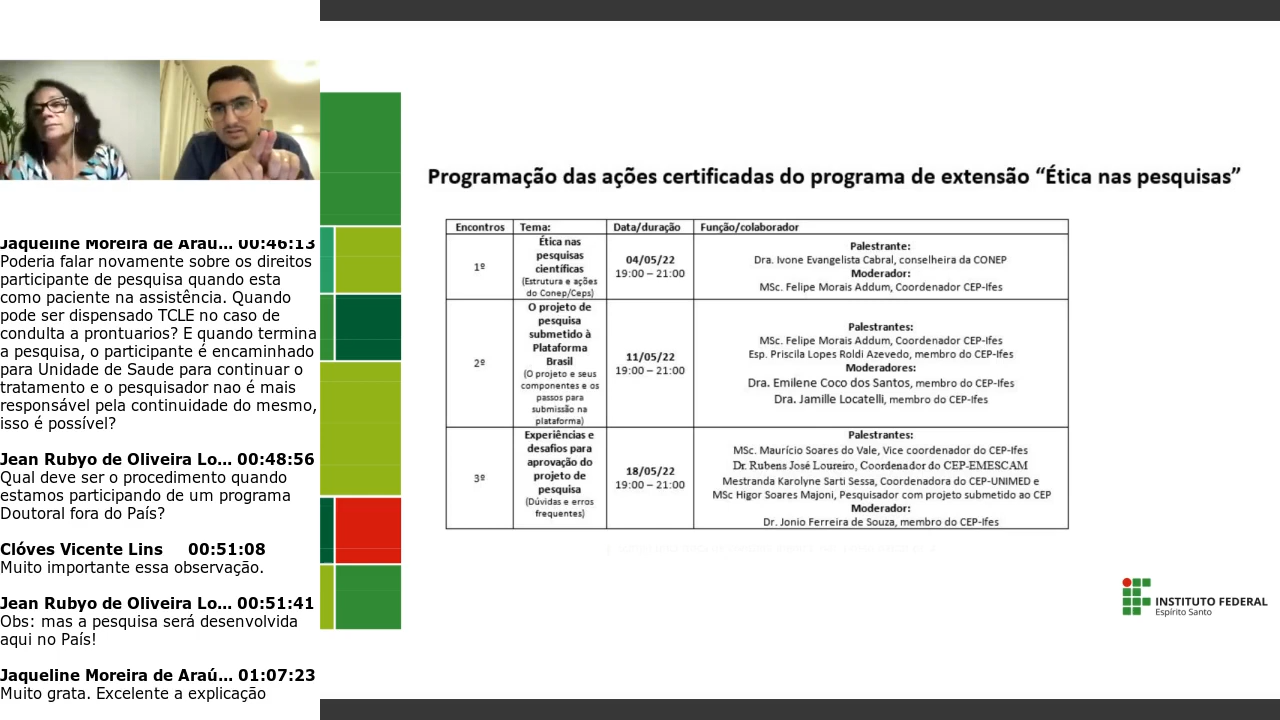 Jaqueline Moreira de Araú... 00:46:13
Poderia falar novamente sobre os direitos
participante de pesquisa quando esta
como paciente na assistência. Quando
pode ser dispensado TCLE no caso de
condulta a prontuarios? E quando termina
a pesquisa, o participante é encaminhado
para Unidade de Saude para continuar o
tratamento e o pesquisador nao é mais
responsável pela continuidade do mesmo,
isso é possível?
Jean Rubyo de Oliveira Lo... 00:48:56
Qual deve ser o procedimento quando
estamos participando de um programa
Doutoral fora do País?
Clóves Vicente Lins 00:51:08
Muito importante essa observação.
Jean Rubyo de Oliveira Lo... 00:51:41
Obs: mas a pesquisa será desenvolvida
aqui no País!
Jaqueline Moreira de Araú... 01:07:23
Muito grata. Excelente a explicação
Programação das ações certificadas do programa de extensão “Ética nas pesquisas”
Encontros Tema: Data/duração Função/colaborador
1º
Ética nas
pesquisas
científicas
(Estrutura e ações
do Conep/Ceps)
04/05/22
19:00 – 21:00
Palestrante:
Dra. Ivone Evangelista Cabral, conselheira da CONEP
Moderador:
MSc. Felipe Morais Addum, Coordenador CEP-Ifes
2º
O projeto de
pesquisa
submetido à
Plataforma
Brasil
(O projeto e seus
componentes e os
passos para
submissão na
plataforma)
11/05/22
19:00 – 21:00
Palestrantes:
MSc. Felipe Morais Addum, Coordenador CEP-Ifes
Esp. Priscila Lopes Roldi Azevedo, membro do CEP-Ifes
Moderadores:
Dra. Emilene Coco dos Santos, membro do CEP-Ifes
Dra. Jamille Locatelli, membro do CEP-Ifes
3º
Experiências e
desafios para
aprovação do
projeto de
pesquisa
(Dúvidas e erros
frequentes)
18/05/22
19:00 – 21:00
Palestrantes:
MSc. Maurício Soares do Vale, Vice coordenador do CEP-Ifes
Dr. Rubens José Loureiro, Coordenador do CEP-EMESCAM
Mestranda Karolyne Sarti Sessa, Coordenadora do CEP-UNIMED e
MSc Higor Soares Majoni, Pesquisador com projeto submetido ao CEP
Moderador:
Dr. Jonio Ferreira de Souza, membro do CEP-Ifes
INSTITUTO FEDERAL
Espírito Santo